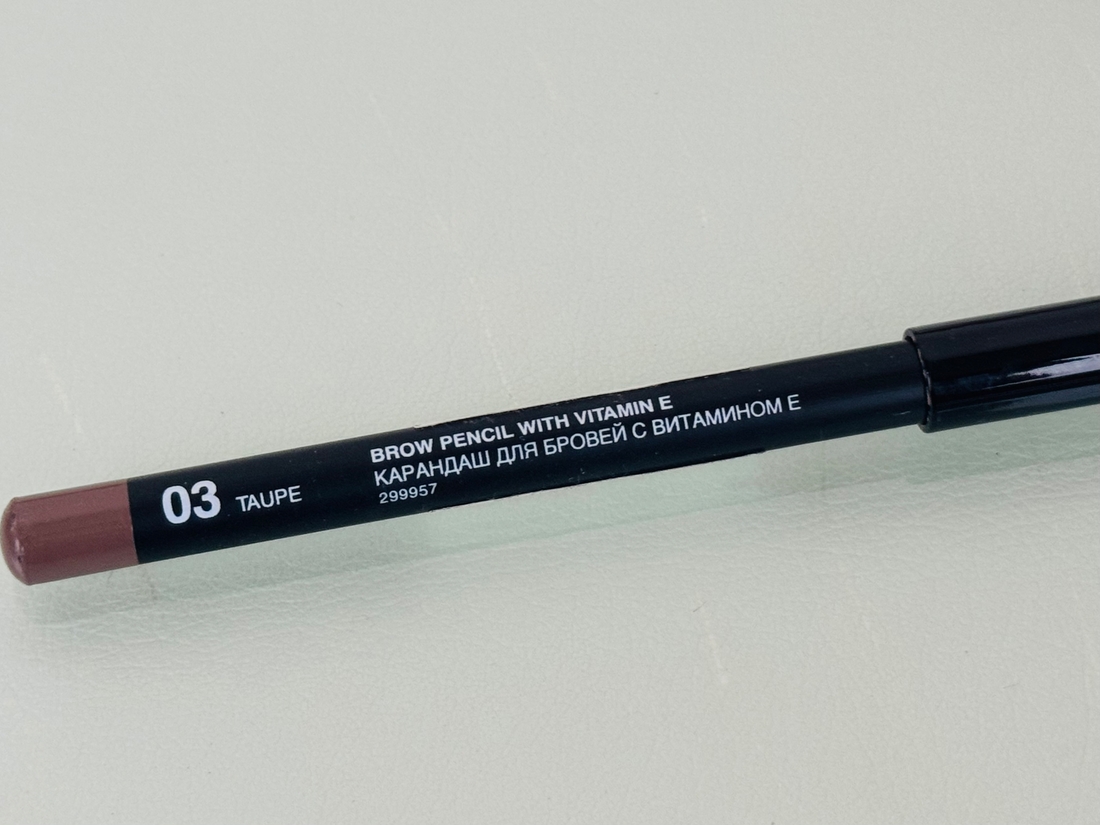 03 TAUPE
BROW PENCIL WITH VITAMIN E
КАРАНДАШ ДЛЯ БРОВЕЙ С ВИТАМИНОМ Е
299957